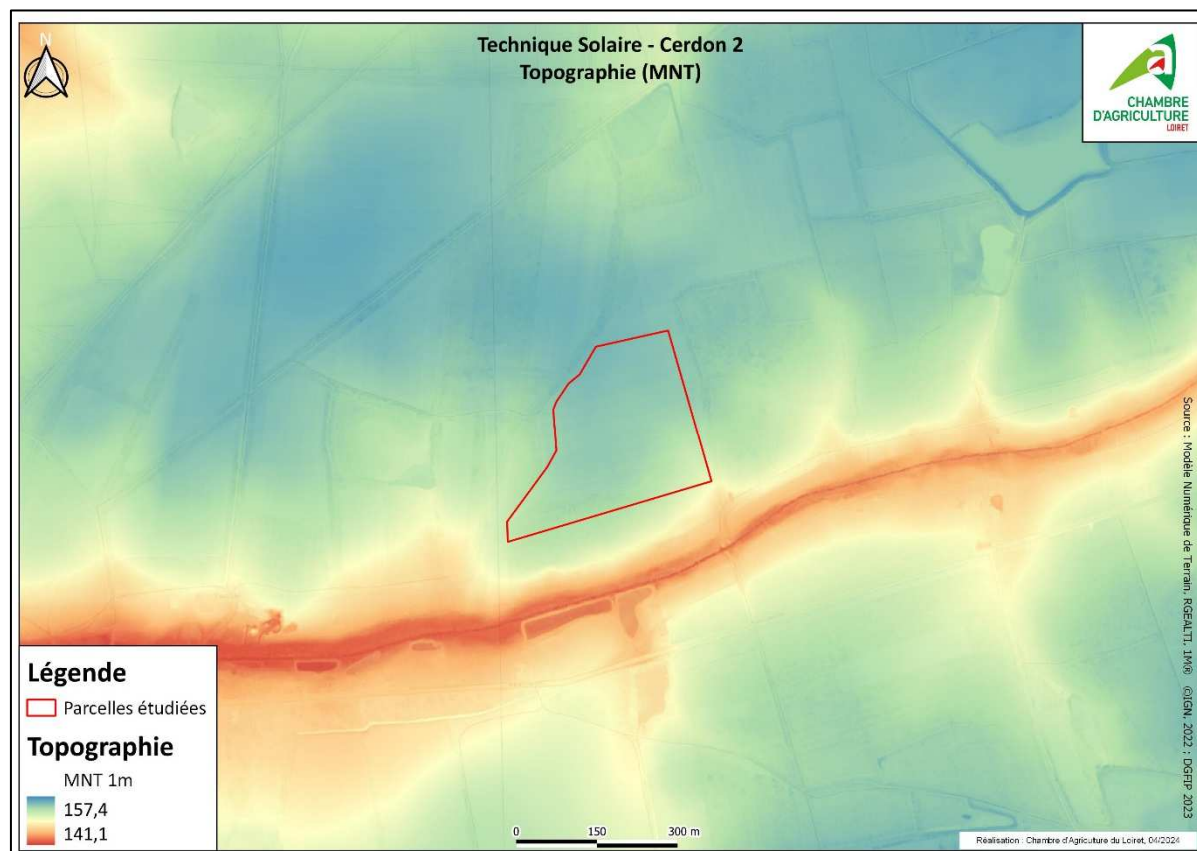 Technique Solaire - Cerdon 2
Topographie (MNT)
N
CHAMBRE
D'AGRICULTURE
LOIRET
Source : Modèle Numérique de Terrain, RGEALTI, 1M® ©IGN, 2022 ; DGFIP 2023
Légende
Parcelles étudiées
Topographie
MNT 1m
157,4
141,1
0 150 300 m
Réalisation : Chambre d'Agriculture du Loiret, 04/2024